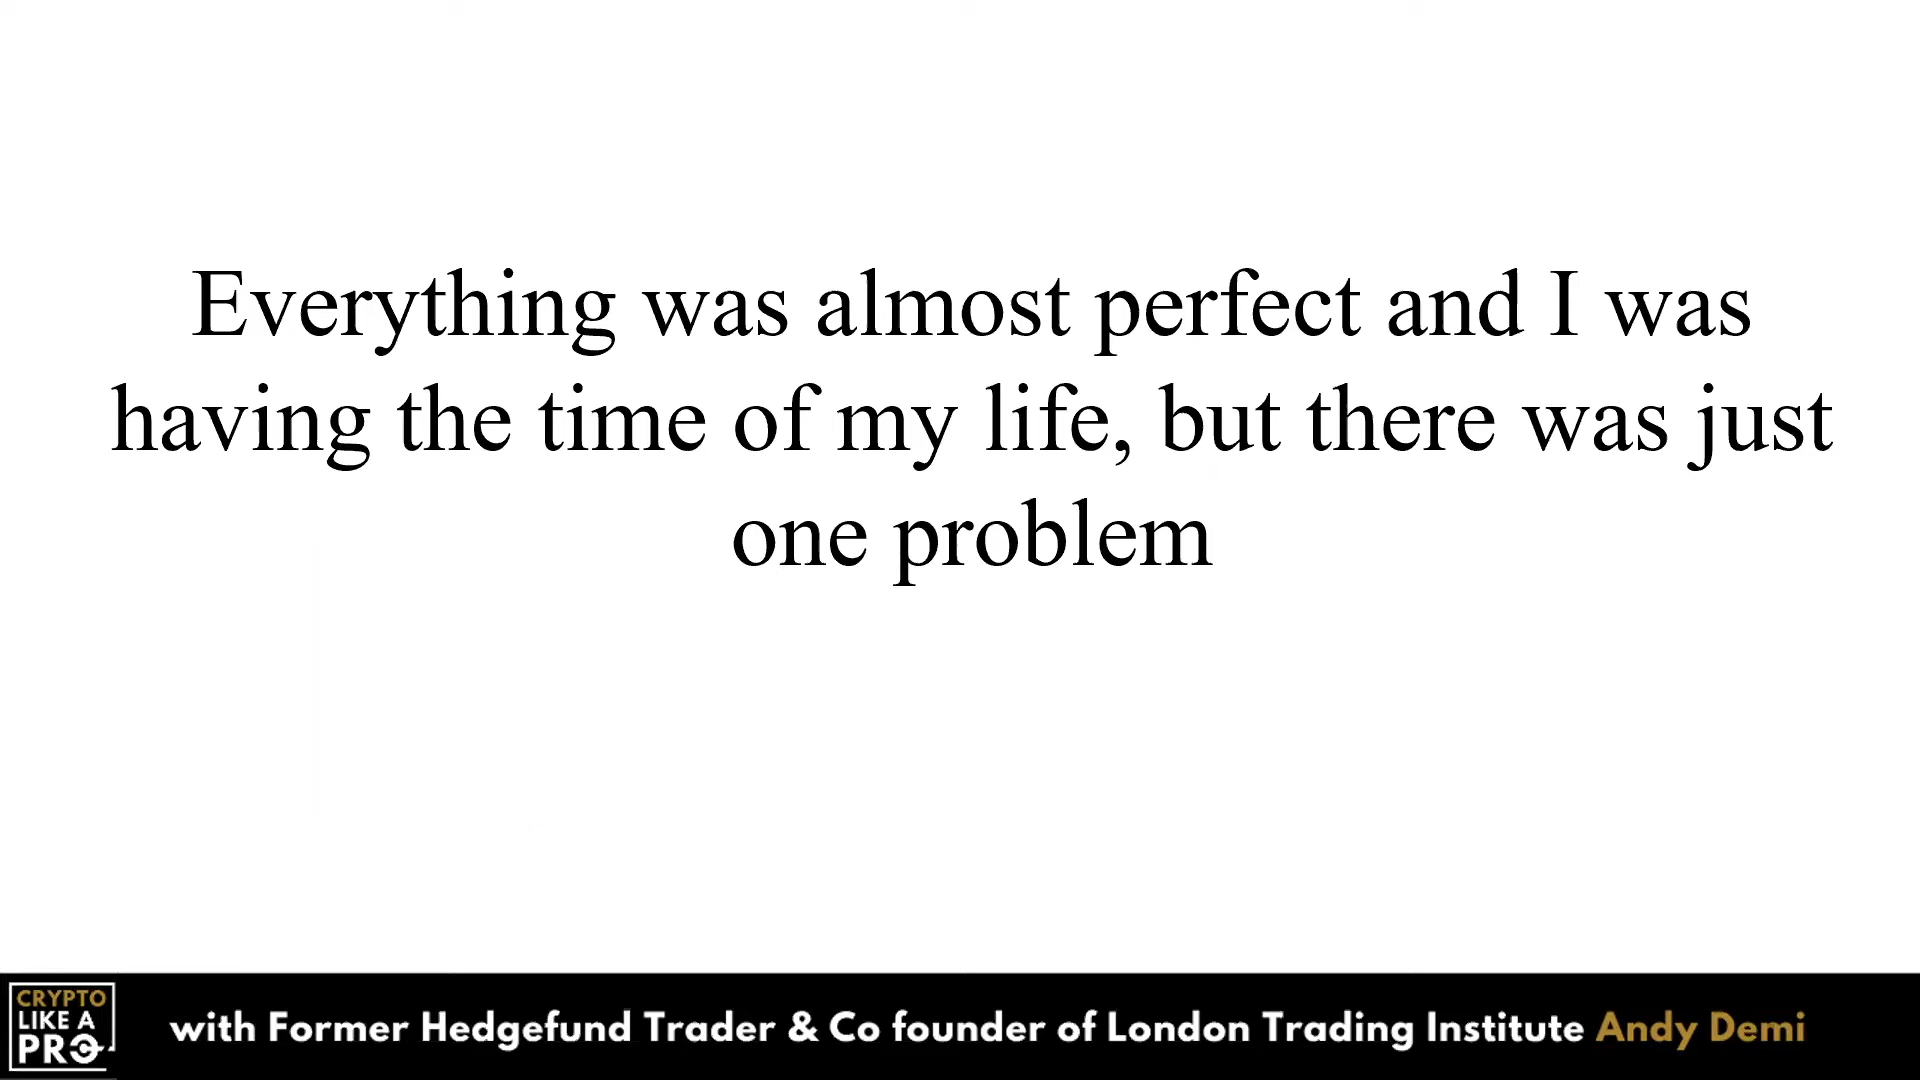 Everything was almost perfect and I was
having the time of my life, but there was just
one problem
CRYPTO
LIKE A
PRO
with Former Hedgefund Trader & Co founder of London Trading Institute Andy Demi